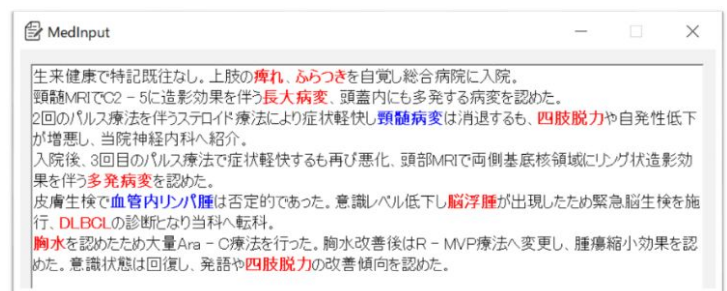 MedInput
生来健康で特記既往なし。上肢の痺れ、ふらつきを自覚し総合病院に入院。
頸髄MRIでC2 - 5に造影効果を伴う長大病変、頭蓋内にも多発する病変を認めた。
2回のパルス療法を伴うステロイド療法により症状軽快し頸髄病変は消退するも、四肢脱力や自発性低下
が増悪し、当院神経内科へ紹介。
入院後、3回目のパルス療法で症状軽快するも再び悪化、頭部MRIで両側基底核領域にリング状造影効
果を伴う多発病変を認めた。
皮膚生検で血管内リンパ腫は否定的であった。意識レベル低下し脳浮腫が出現したため緊急脳生検を施
行、DLBCLの診断となり当科へ転科。
胸水を認めたため大量Ara - C療法を行った。胸水改善後はR - MVP療法へ変更し、腫瘍縮小効果を認
めた。意識状態は回復し、発語や四肢脱力の改善傾向を認めた。